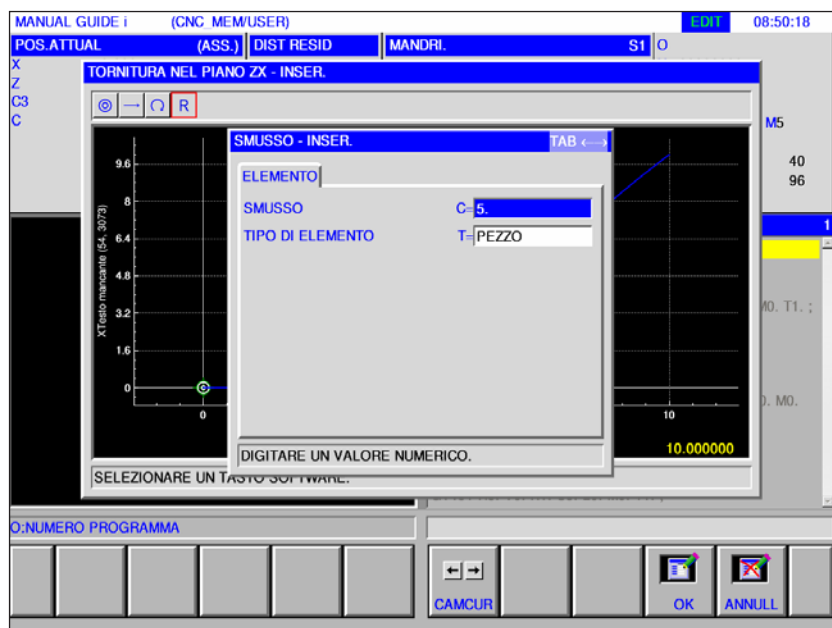 MANUAL GUIDE i (CNC_MEM/USER) EDIT 08:50:18
POS.ATTUAL (ASS.) DIST RESID MANDRI. S1 O
X
Z
C3
C
TORNITURA NEL PIANO ZX - INSER.
R
M5
40
96
1
SMUSSO - INSER. TAB ←→
ELEMENTO
SMUSSO C=5.
TIPO DI ELEMENTO T=PEZZO
9.6
8
6.4
4.8
3.2
1.6
0
XTesto mancante (54, 3073)
0 10
10.000000
M0. T1. ;
0. M0.
DIGITARE UN VALORE NUMERICO.
SELEZIONARE UN TASTO SOFTWARE.
O:NUMERO PROGRAMMA
←→
CAMCUR OK ANNULL